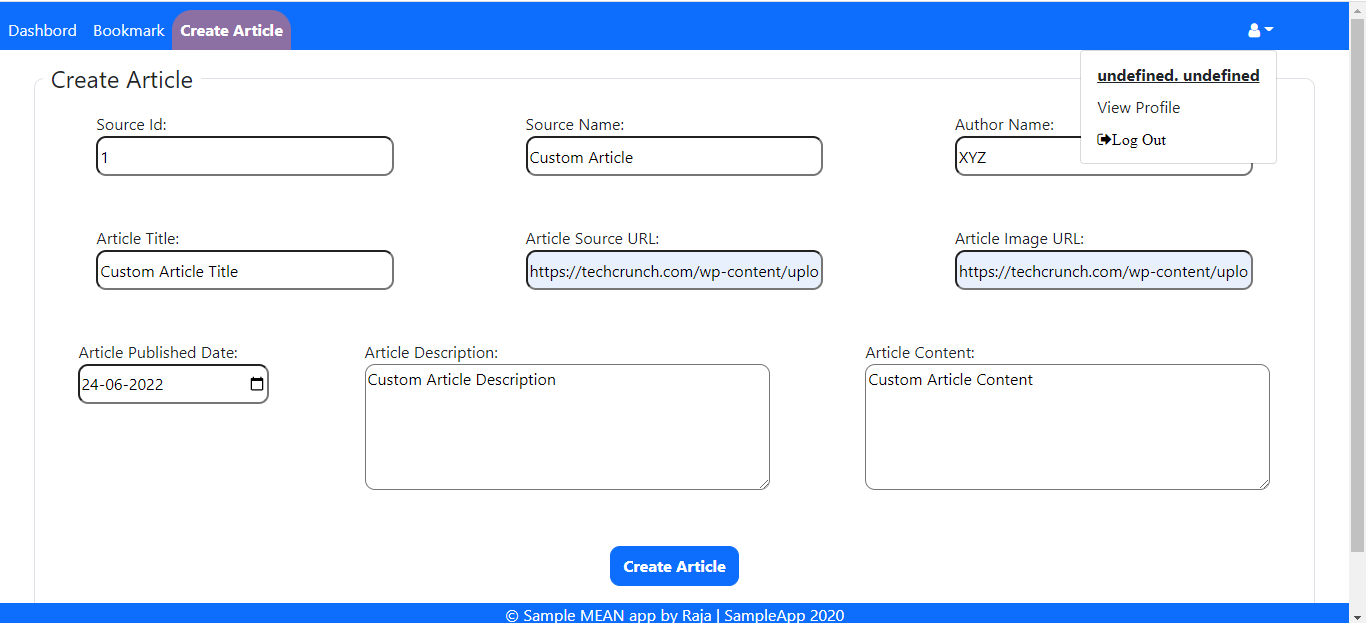 Dashbord Bookmark Create Article
Create Article
undefined. undefined
View Profile
Log Out
Source Id:
1
Source Name:
Custom Article
Author Name:
XYZ
Article Title:
Custom Article Title
Article Source URL:
https://techcrunch.com/wp-content/uplo
Article Image URL:
https://techcrunch.com/wp-content/uplo
Article Published Date:
24-06-2022
Article Description:
Custom Article Description
Article Content:
Custom Article Content
Create Article
© Sample MEAN app by Raja | SampleApp 2020